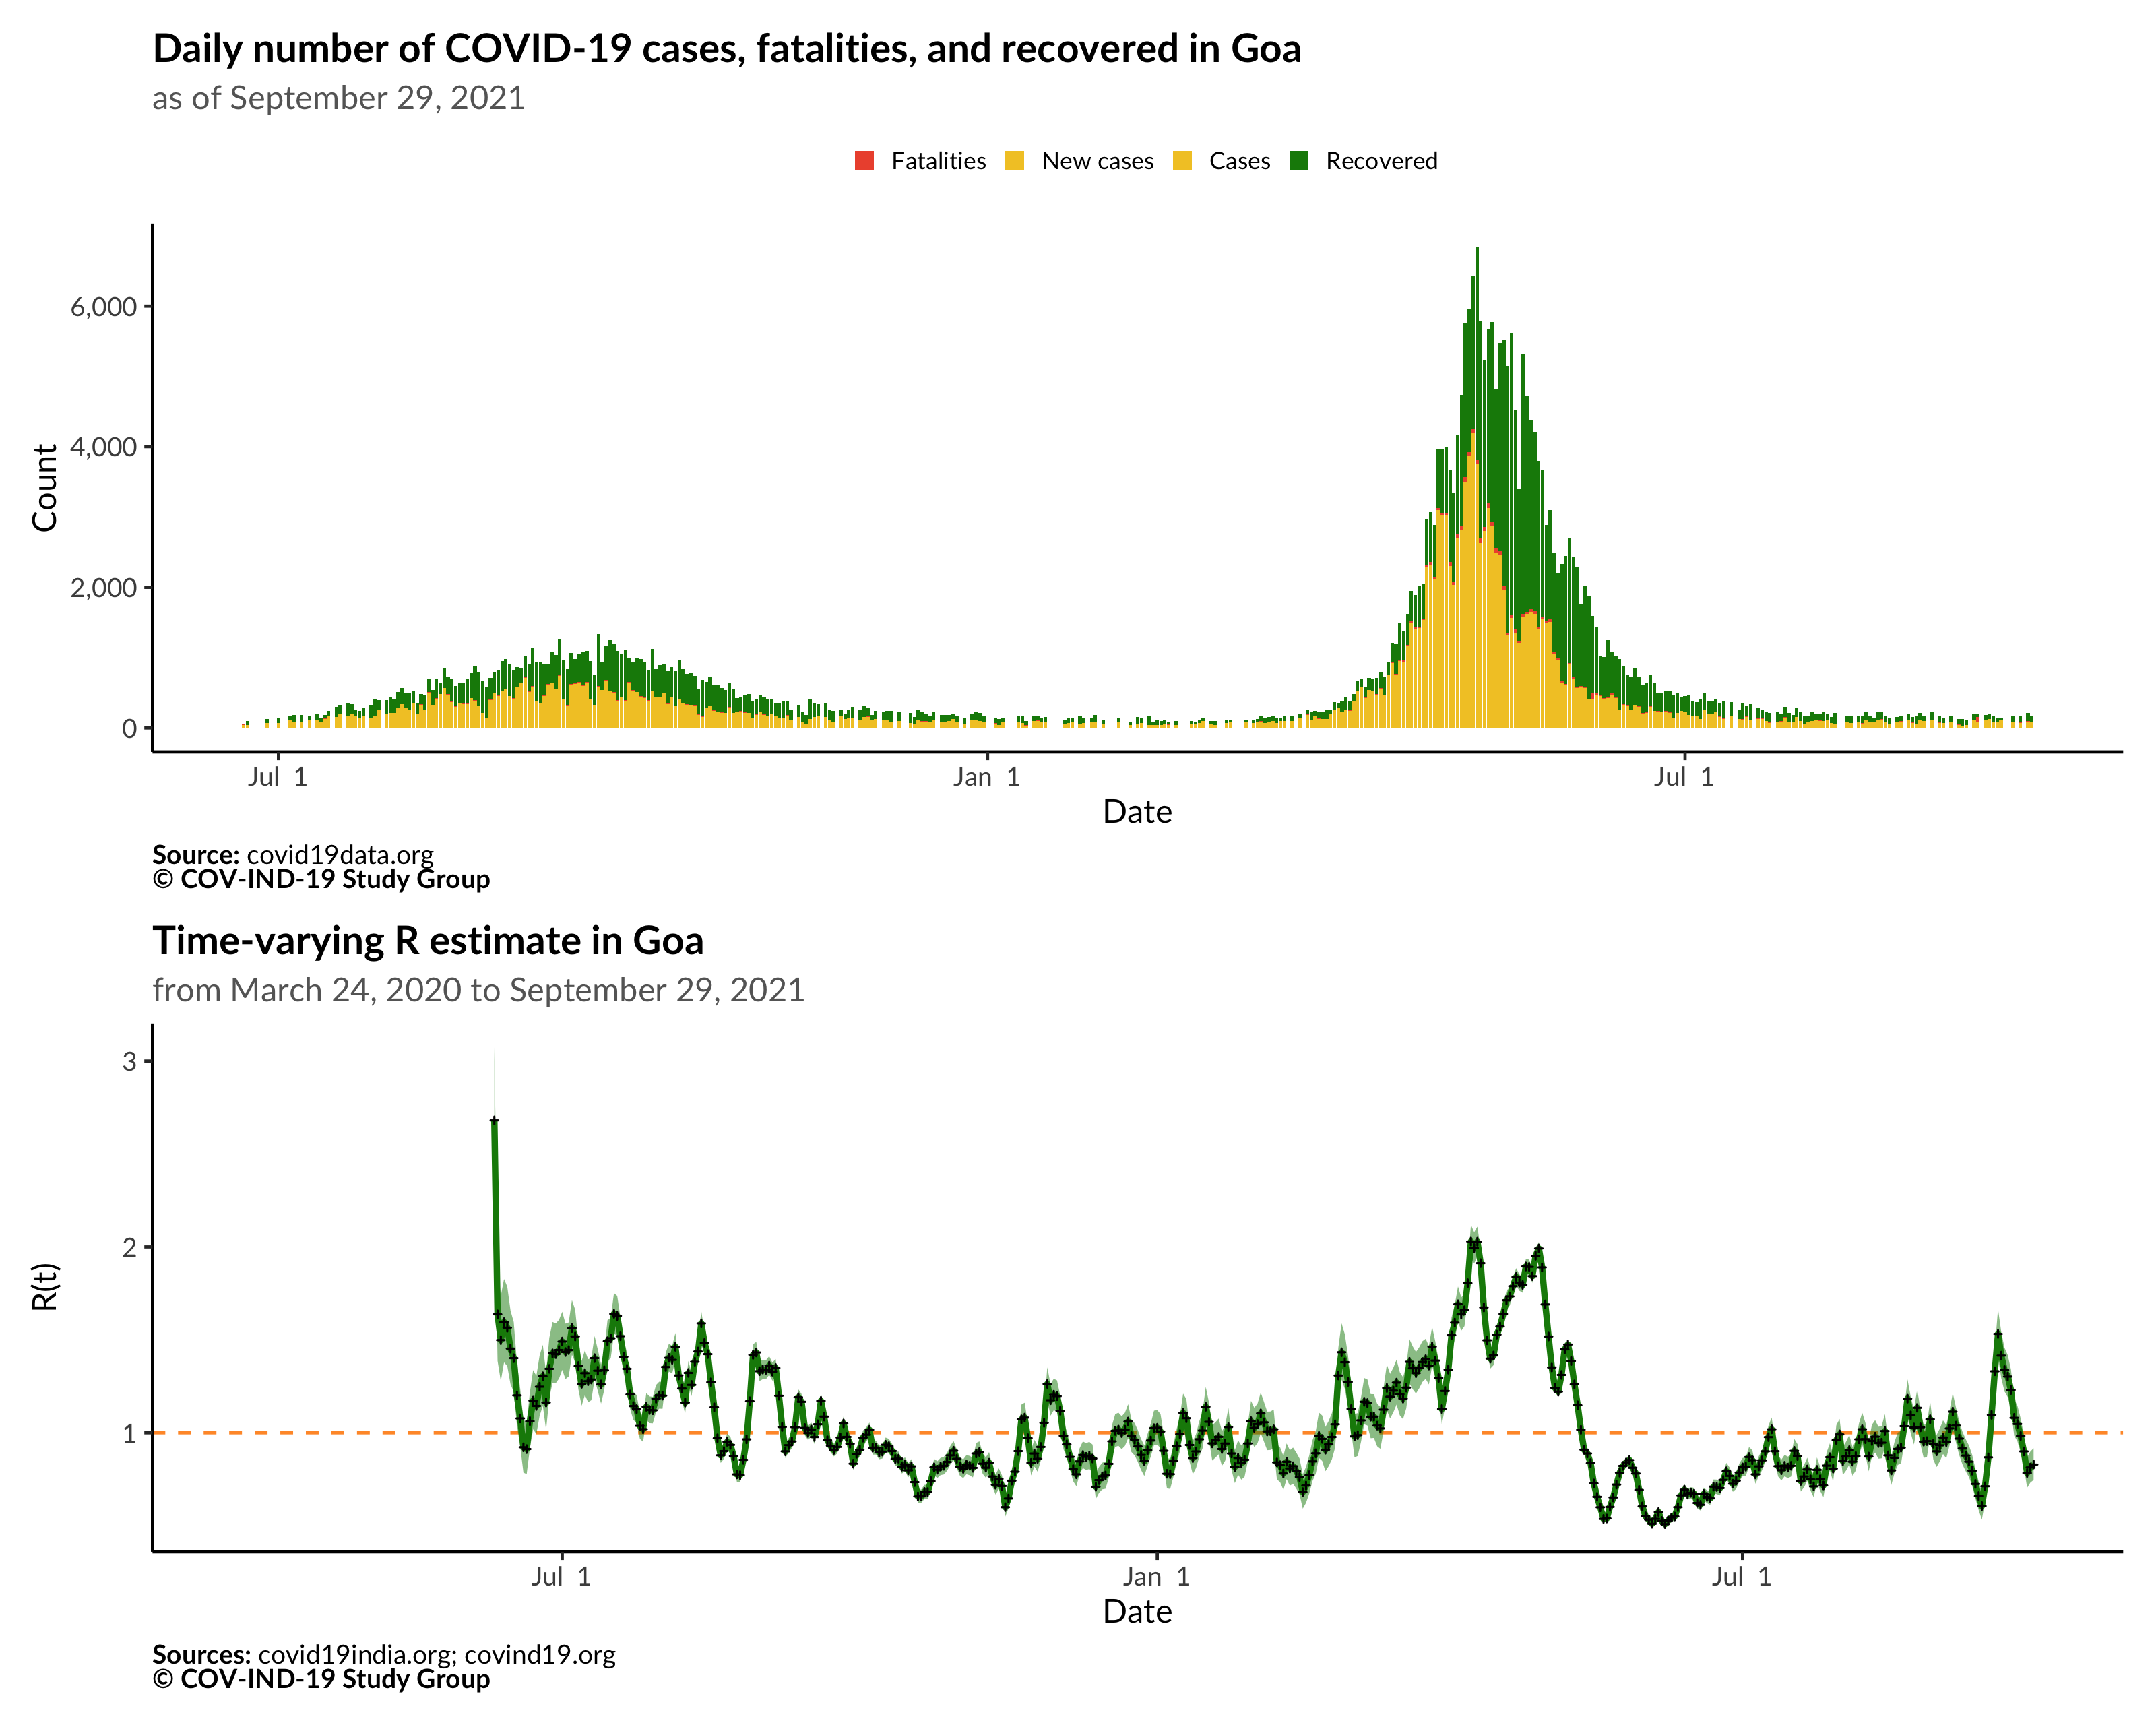 Daily number of COVID-19 cases, fatalities, and recovered in Goa
as of September 29, 2021
Fatalities New cases Cases Recovered
6,000
4,000
2,000
0
Count
Jul 1 Jan 1 Jul 1
Date
Source: covid19data.org
© COV-IND-19 Study Group
Time-varying R estimate in Goa
from March 24, 2020 to September 29, 2021
3
2
1
R(t)
Jul 1 Jan 1 Jul 1
Date
Sources: covid19india.org; covind19.org
© COV-IND-19 Study Group